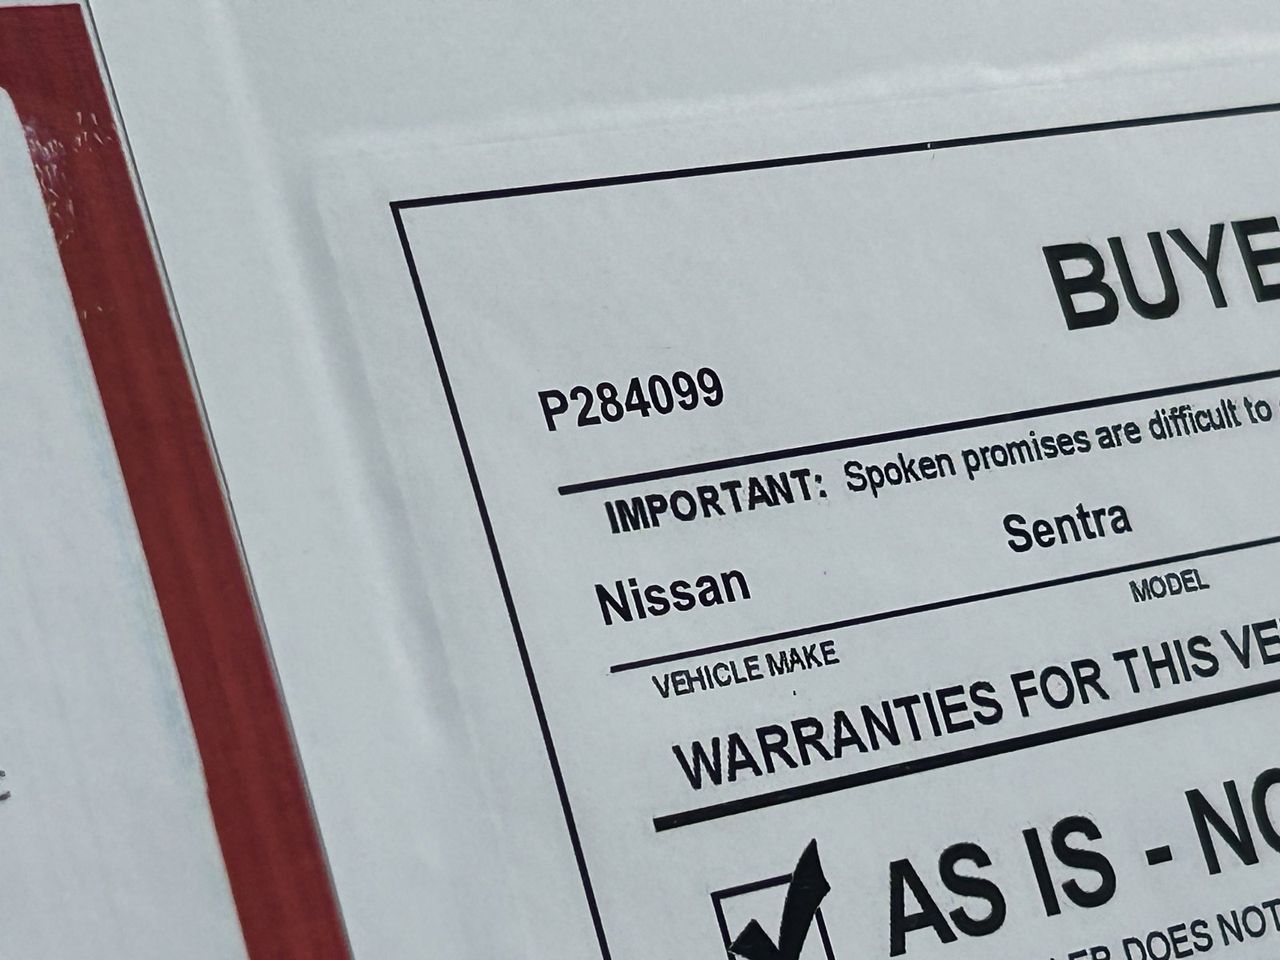 BUYE
P284099
IMPORTANT: Spoken promises are difficult to
Nissan Sentra
VEHICLE MAKE MODEL
WARRANTIES FOR THIS VE
AS IS - NO
DOES NOT